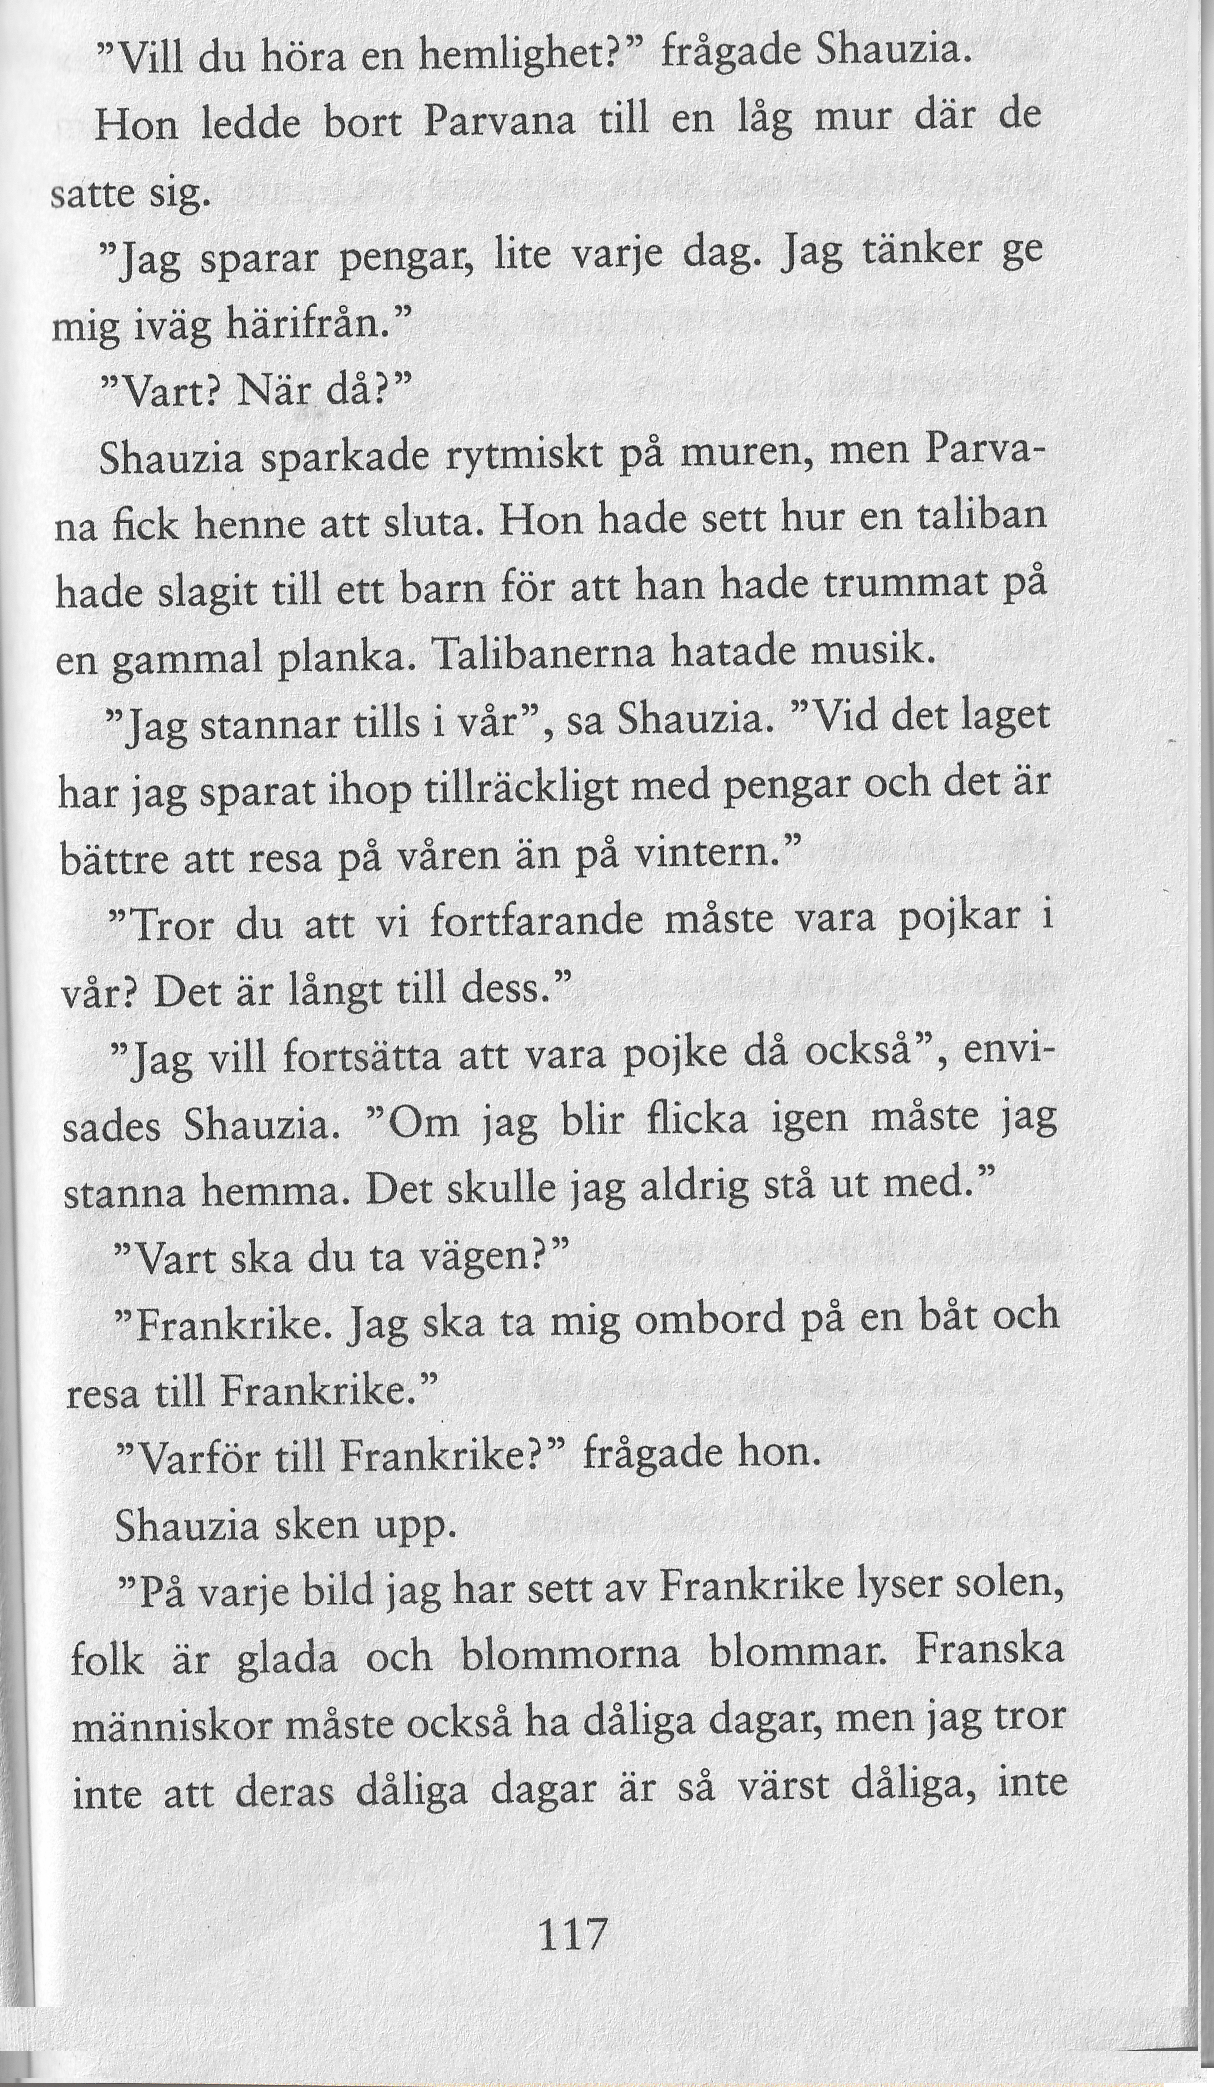 ”Vill du höra en hemlighet?” frågade Shauzia.
Hon ledde bort Parvana till en låg mur där de
satte sig.
”Jag sparar pengar, lite varje dag. Jag tänker ge
mig iväg härifrån.”
”Vart? När då?”
Shauzia sparkade rytmiskt på muren, men Parva-
na fick henne att sluta. Hon hade sett hur en taliban
hade slagit till ett barn för att han hade trummat på
en gammal planka. Talibanerna hatade musik.
”Jag stannar tills i vår”, sa Shauzia. ”Vid det laget
har jag sparat ihop tillräckligt med pengar och det är
bättre att resa på våren än på vintern.”
”Tror du att vi fortfarande måste vara pojkar i
vår? Det är långt till dess.”
”Jag vill fortsätta att vara pojke då också”, envi-
sades Shauzia. ”Om jag blir flicka igen måste jag
stanna hemma. Det skulle jag aldrig stå ut med.”
”Vart ska du ta vägen?”
”Frankrike. Jag ska ta mig ombord på en båt och
resa till Frankrike.”
”Varför till Frankrike?” frågade hon.
Shauzia sken upp.
”På varje bild jag har sett av Frankrike lyser solen,
folk är glada och blommorna blommar. Franska
människor måste också ha dåliga dagar, men jag tror
inte att deras dåliga dagar är så värst dåliga, inte
117